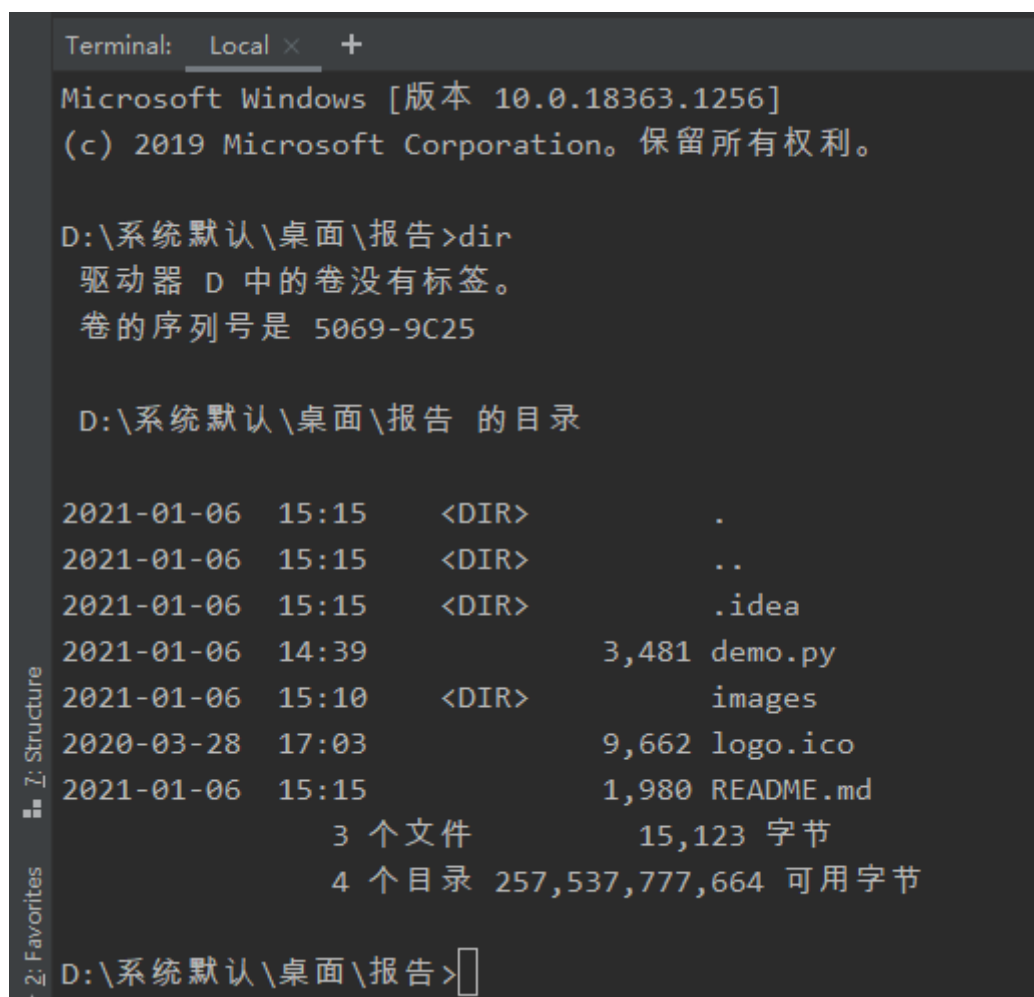 Terminal: Local × +
Microsoft Windows [版本 10.0.18363.1256]
(c) 2019 Microsoft Corporation。保留所有权利。
D:\系统默认\桌面\报告>dir
驱动器 D 中的卷没有标签。
卷的序列号是 5069-9C25
D:\系统默认\桌面\报告 的目录
2021-01-06  15:15    <DIR>          .
2021-01-06  15:15    <DIR>          ..
2021-01-06  15:15    <DIR>          .idea
2021-01-06  14:39             3,481 demo.py
2021-01-06  15:10    <DIR>          images
2020-03-28  17:03             9,662 logo.ico
2021-01-06  15:15             1,980 README.md
3 个文件         15,123 字节
4 个目录 257,537,777,664 可用字节
D:\系统默认\桌面\报告>
7: Structure
2: Favorites